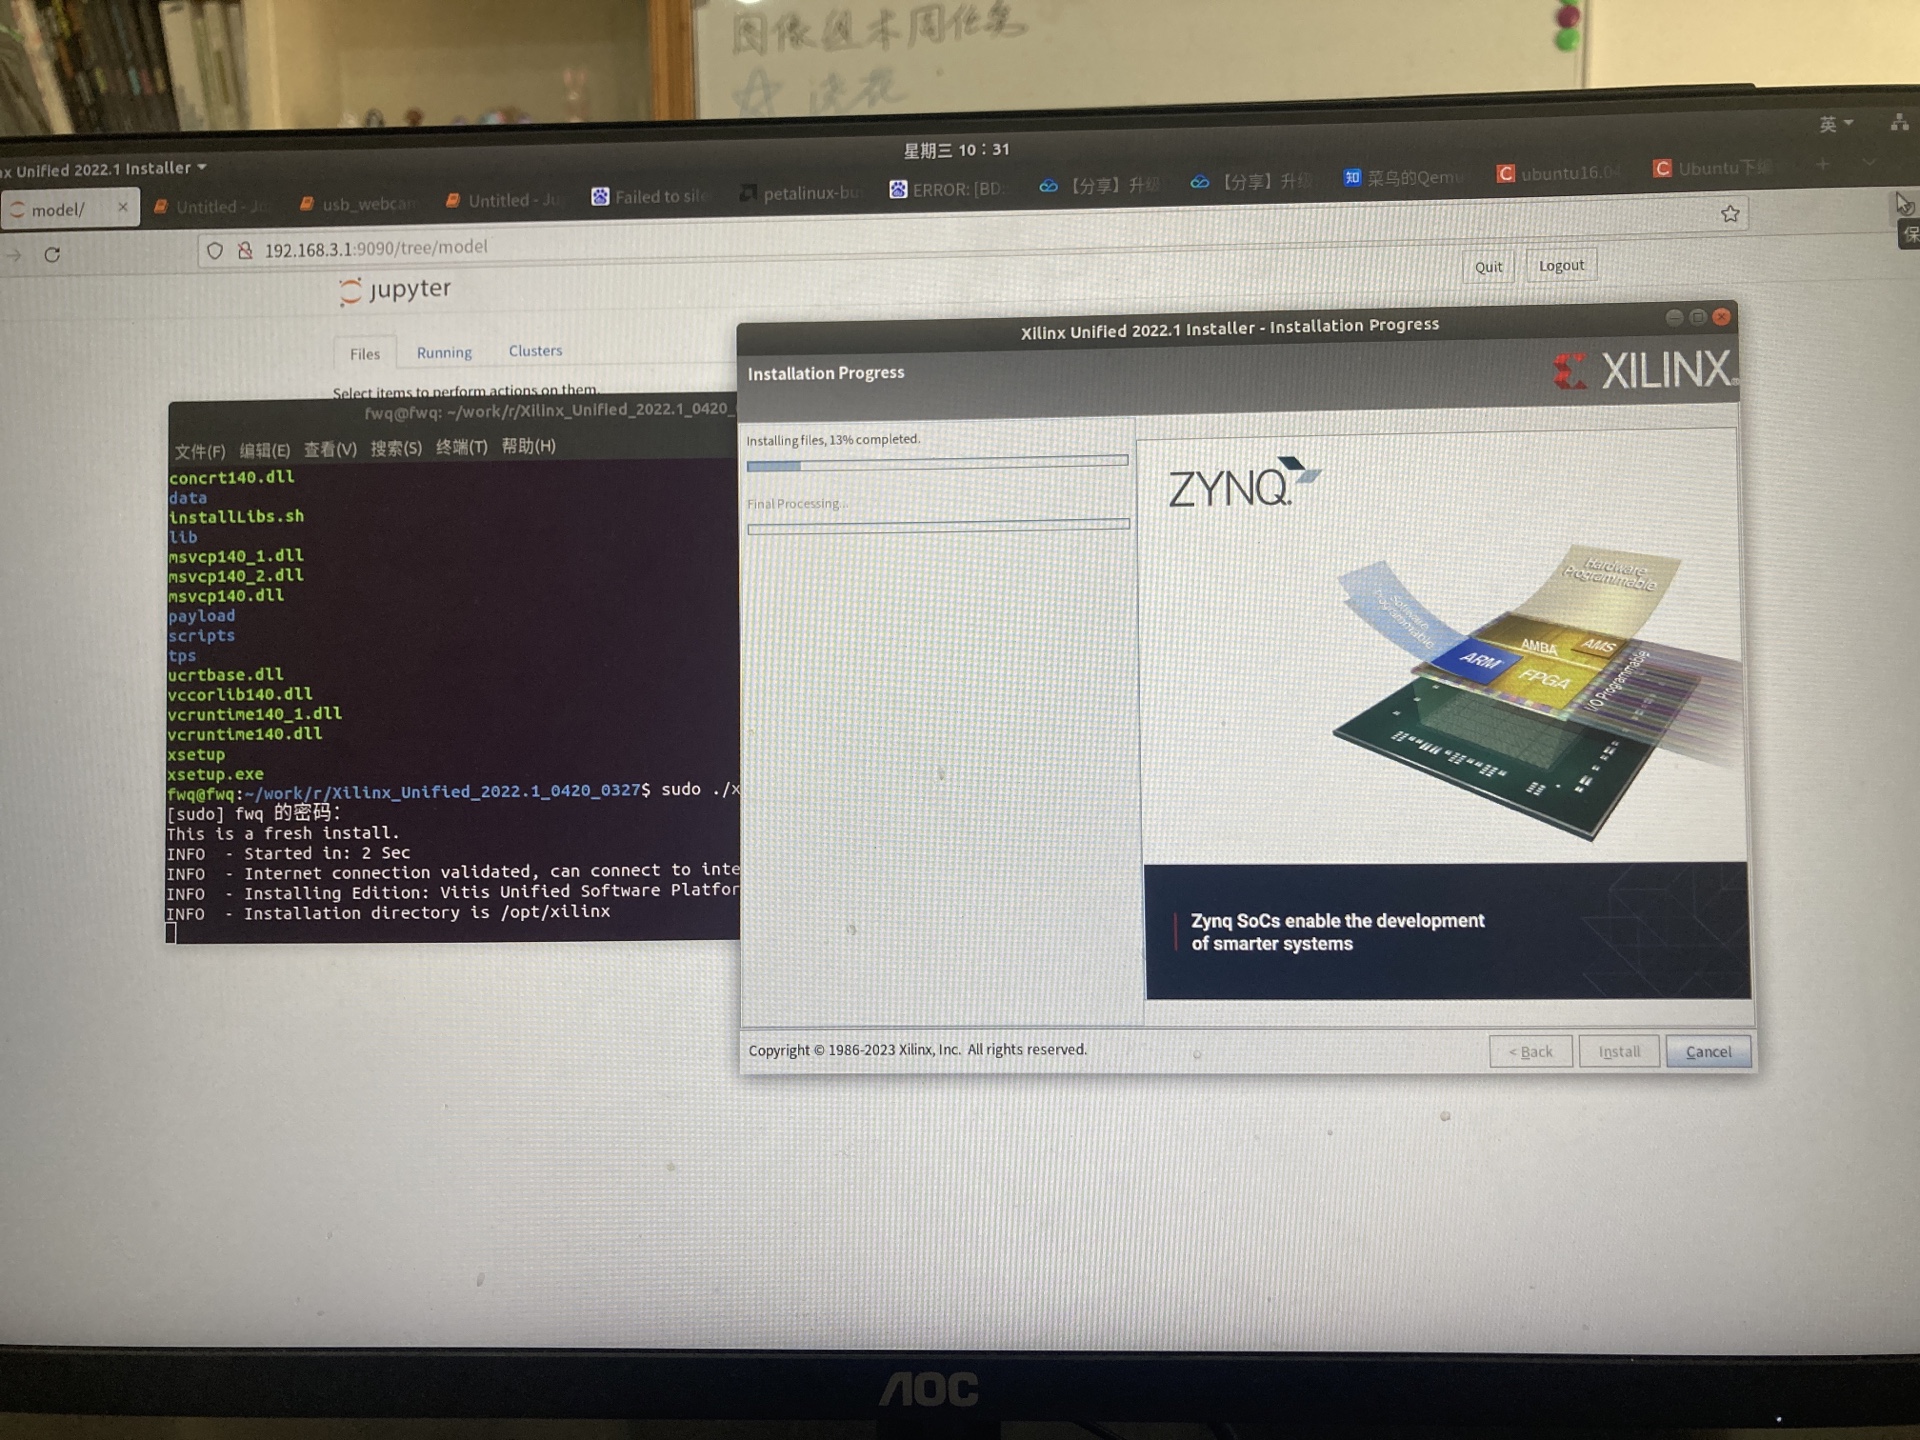 图像组本周任务
nx Unified 2022.1 Installer
星期三 10：31
英
model/
Untitled - Ju
usb_webcam
Untitled - Ju
Failed to site
petalinux-bu
ERROR: [BD:
【分享】升级
【分享】升级
知 菜鸟的Qemu
C ubuntu16.04
C Ubuntu下
192.168.3.1:9090/tree/model
保
jupyter
Quit
Logout
Files
Running
Clusters
Select items to perform actions on them.
fwq@fwq: ~/work/r/Xilinx_Unified_2022.1_0420_
文件(F) 编辑(E) 查看(V) 搜索(S) 终端(T) 帮助(H)
concrt140.dll
data
installLibs.sh
lib
msvcp140_1.dll
msvcp140_2.dll
msvcp140.dll
payload
scripts
tps
ucrtbase.dll
vccorlib140.dll
vcruntime140_1.dll
vcruntime140.dll
xsetup
xsetup.exe
fwq@fwq:~/work/r/Xilinx_Unified_2022.1_0420_0327$ sudo ./x
[sudo] fwq 的密码：
This is a fresh install.
INFO  - Started in: 2 Sec
INFO  - Internet connection validated, can connect to inte
INFO  - Installing Edition: Vitis Unified Software Platfor
INFO  - Installation directory is /opt/xilinx
Xilinx Unified 2022.1 Installer - Installation Progress
Installation Progress
XILINX
Installing files, 13% completed.
Final Processing...
ZYNQ
Hardware
Programmable
Software
Programmable
AMBA
AMS
ARM
FPGA
I/O Programmable
Zynq SoCs enable the development
of smarter systems
Copyright © 1986-2023 Xilinx, Inc. All rights reserved.
< Back
Install
Cancel
AOC